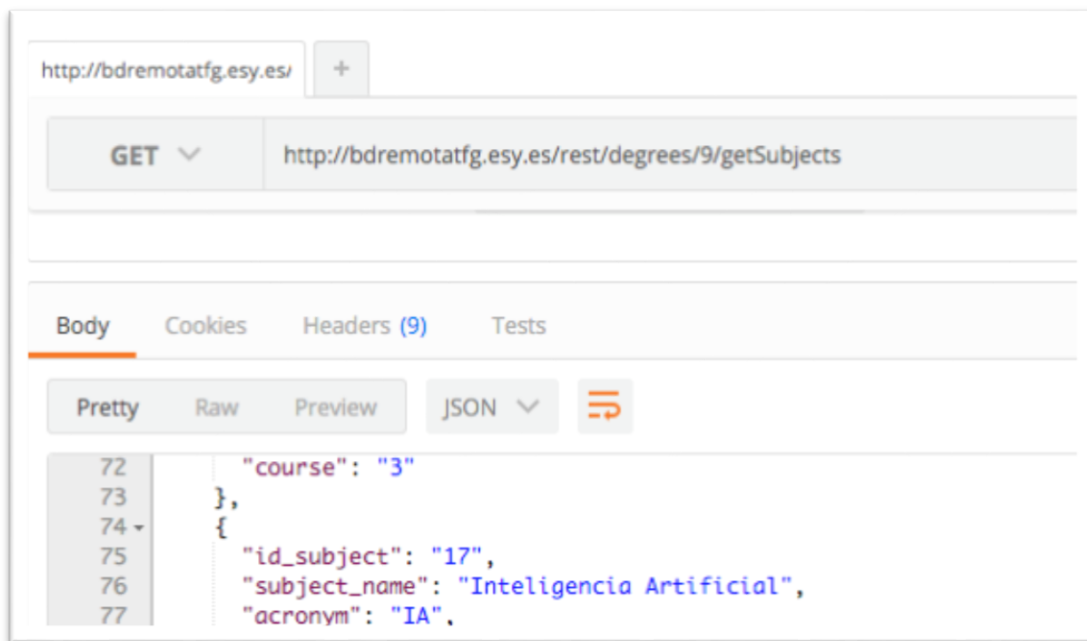 http://bdremotatfg.esy.es/ +
GET http://bdremotatfg.esy.es/rest/degrees/9/getSubjects
Body Cookies Headers (9) Tests
Pretty Raw Preview JSON
72 "course": "3"
73 },
74 {
75 "id_subject": "17",
76 "subject_name": "Inteligencia Artificial",
77 "acronym": "IA",